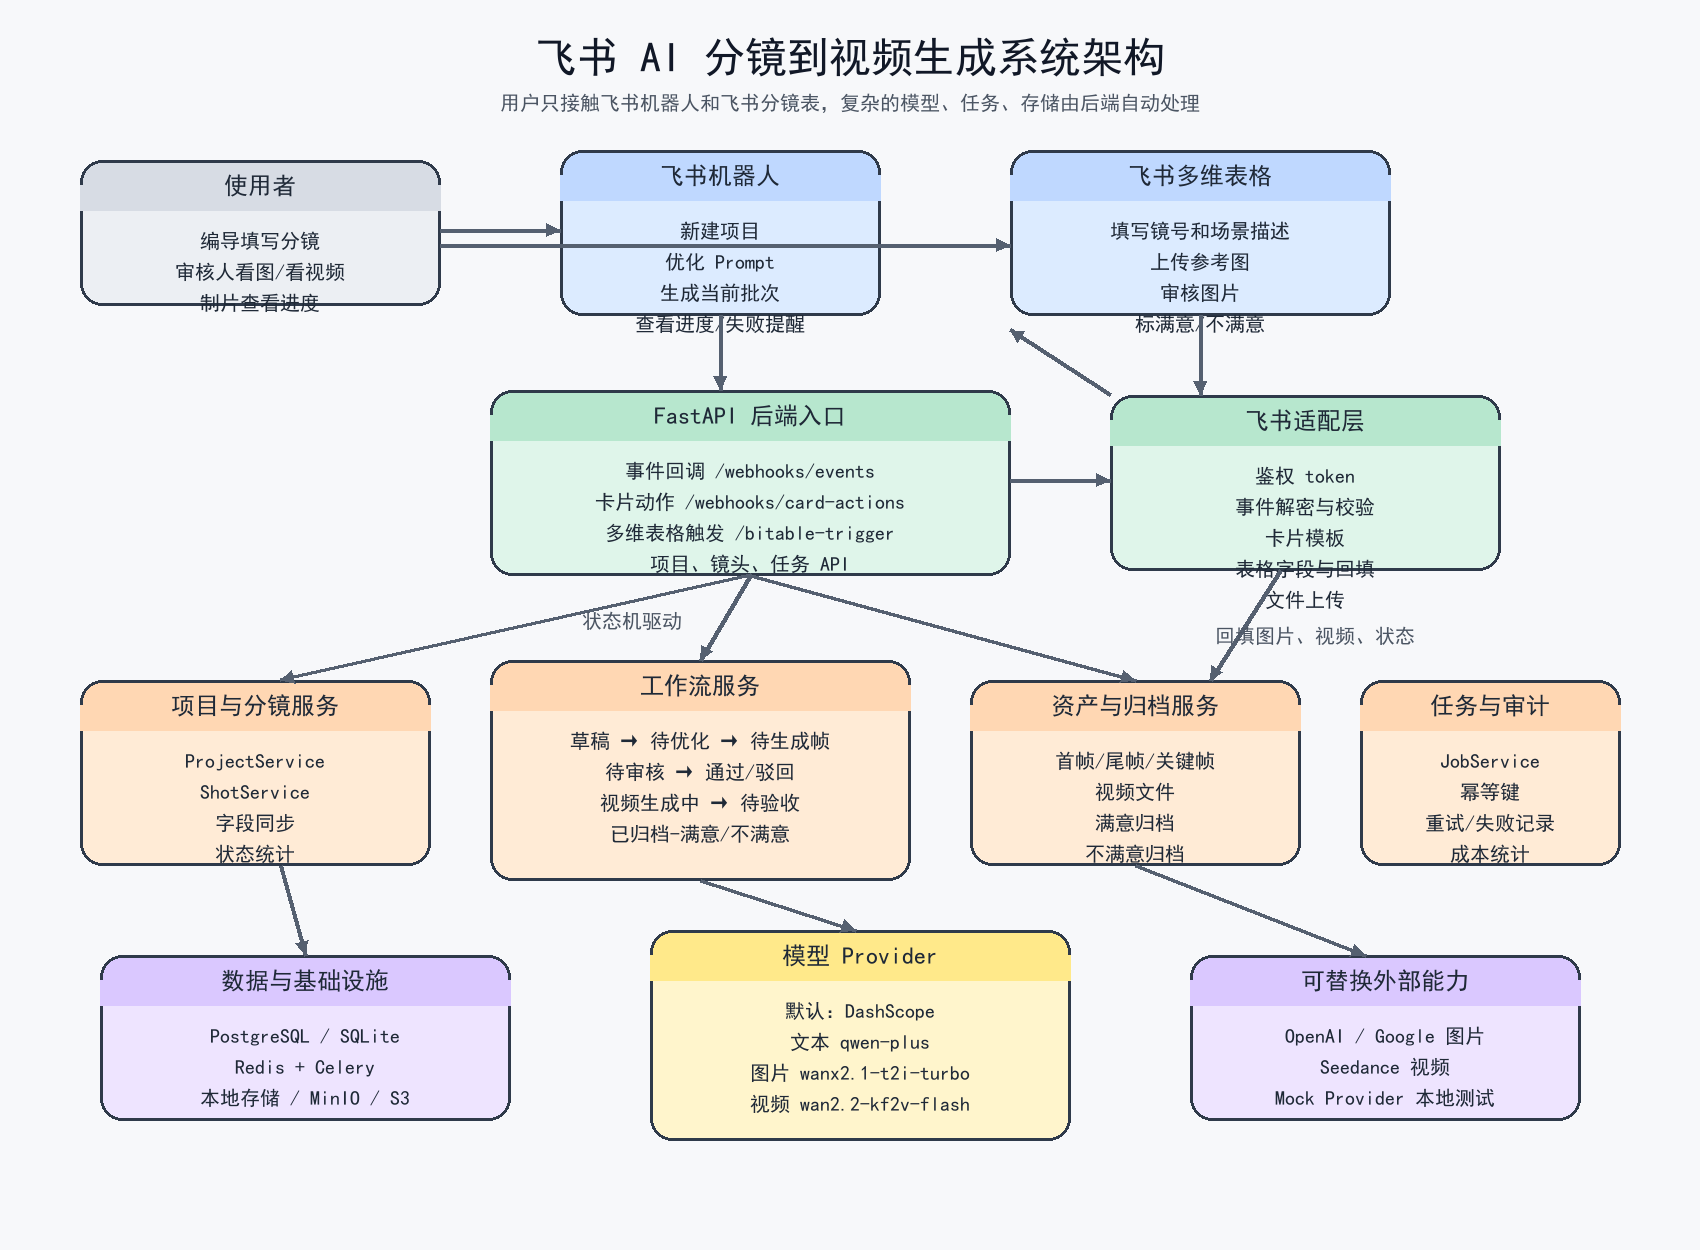 飞书 AI 分镜到视频生成系统架构
用户只接触飞书机器人和飞书分镜表，复杂的模型、任务、存储由后端自动处理
使用者
编导填写分镜
审核人看图/看视频
制片查看进度
飞书机器人
新建项目
优化 Prompt
生成当前批次
查看进度/失败提醒
飞书多维表格
填写镜号和场景描述
上传参考图
审核图片
标满意/不满意
FastAPI 后端入口
事件回调 /webhooks/events
卡片动作 /webhooks/card-actions
多维表格触发 /bitable-trigger
项目、镜头、任务 API
飞书适配层
鉴权 token
事件解密与校验
卡片模板
表格字段与回填
文件上传
状态机驱动
回填图片、视频、状态
项目与分镜服务
ProjectService
ShotService
字段同步
状态统计
工作流服务
草稿 → 待优化 → 待生成帧
待审核 → 通过/驳回
视频生成中 → 待验收
已归档-满意/不满意
资产与归档服务
首帧/尾帧/关键帧
视频文件
满意归档
不满意归档
任务与审计
JobService
幂等键
重试/失败记录
成本统计
数据与基础设施
PostgreSQL / SQLite
Redis + Celery
本地存储 / MinIO / S3
模型 Provider
默认: DashScope
文本 qwen-plus
图片 wanx2.1-t2i-turbo
视频 wan2.2-kf2v-flash
可替换外部能力
OpenAI / Google 图片
Seedance 视频
Mock Provider 本地测试